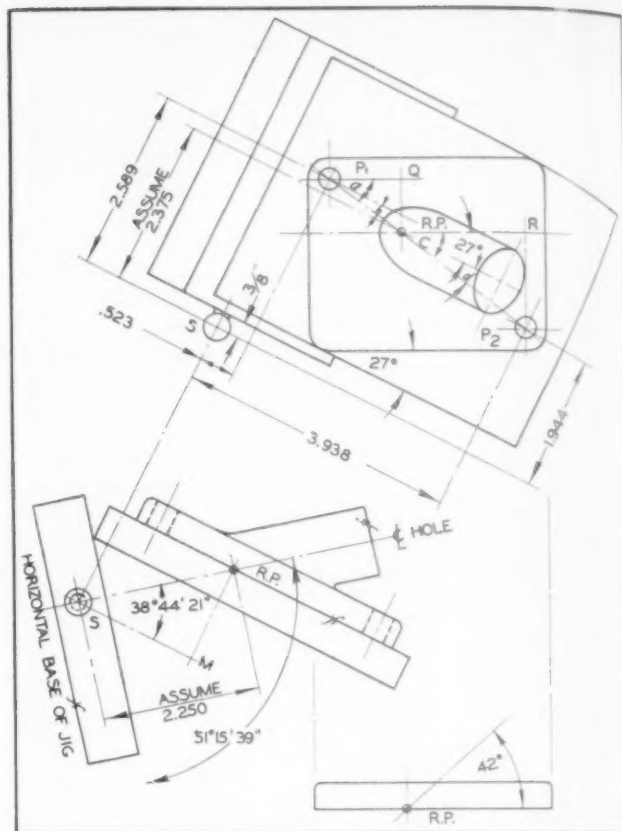 2.589
ASSUME
2.375
.523
3/8
S
P1
Q
a
R.P.
C
27°
R
a
P2
27°
3.938
1.944
HORIZONTAL BASE OF JIG
S
38°44'21"
M
R.P.
℄ HOLE
ASSUME
2.250
51°15'39"
42°
R.P.